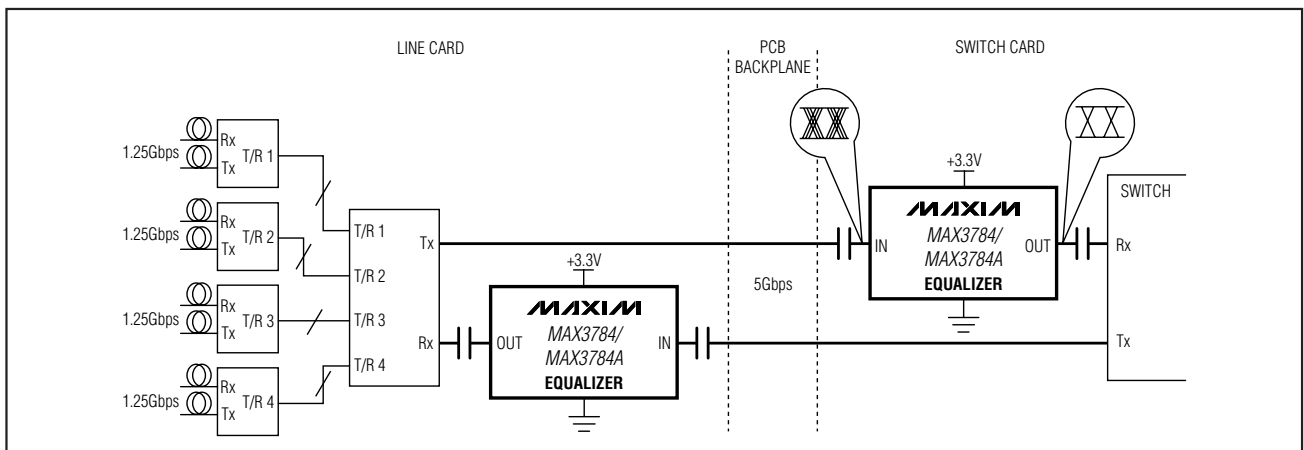 LINE CARD
PCB
BACKPLANE
SWITCH CARD
1.25Gbps
Rx
Tx
T/R 1
1.25Gbps
Rx
Tx
T/R 2
1.25Gbps
Rx
Tx
T/R 3
1.25Gbps
Rx
Tx
T/R 4
T/R 1
T/R 2
T/R 3
T/R 4
Tx
Rx
+3.3V
MAXIM
MAX3784/
MAX3784A
EQUALIZER
OUT
IN
5Gbps
+3.3V
MAXIM
MAX3784/
MAX3784A
EQUALIZER
IN
OUT
SWITCH
Rx
Tx